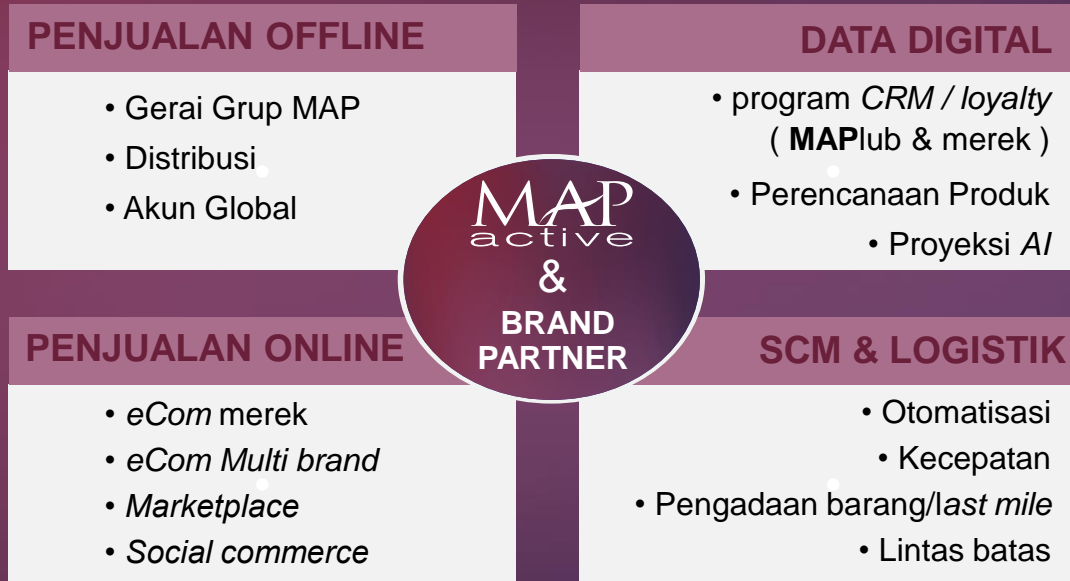 PENJUALAN OFFLINE
• Gerai Grup MAP
• Distribusi
• Akun Global
DATA DIGITAL
• program CRM / loyalty
( MAPlub & merek )
• Perencanaan Produk
• Proyeksi AI
MAP
active
&
BRAND
PARTNER
PENJUALAN ONLINE
• eCom merek
• eCom Multi brand
• Marketplace
• Social commerce
SCM & LOGISTIK
• Otomatisasi
• Kecepatan
• Pengadaan barang/last mile
• Lintas batas